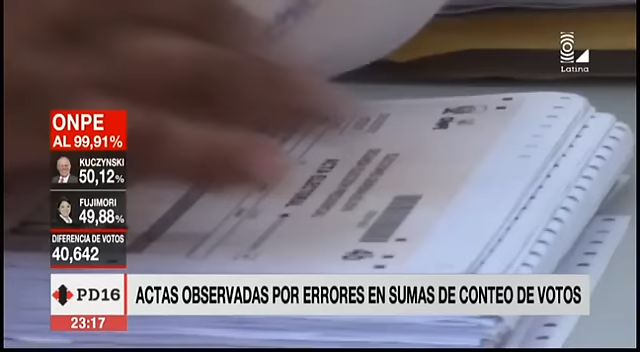 Latina
ONPE
AL 99,91%
KUCZYNSKI
50,12%
FUJIMORI
49,88%
DIFERENCIA DE VOTOS
40,642
PD16
ACTAS OBSERVADAS POR ERRORES EN SUMAS DE CONTEO DE VOTOS
23:17